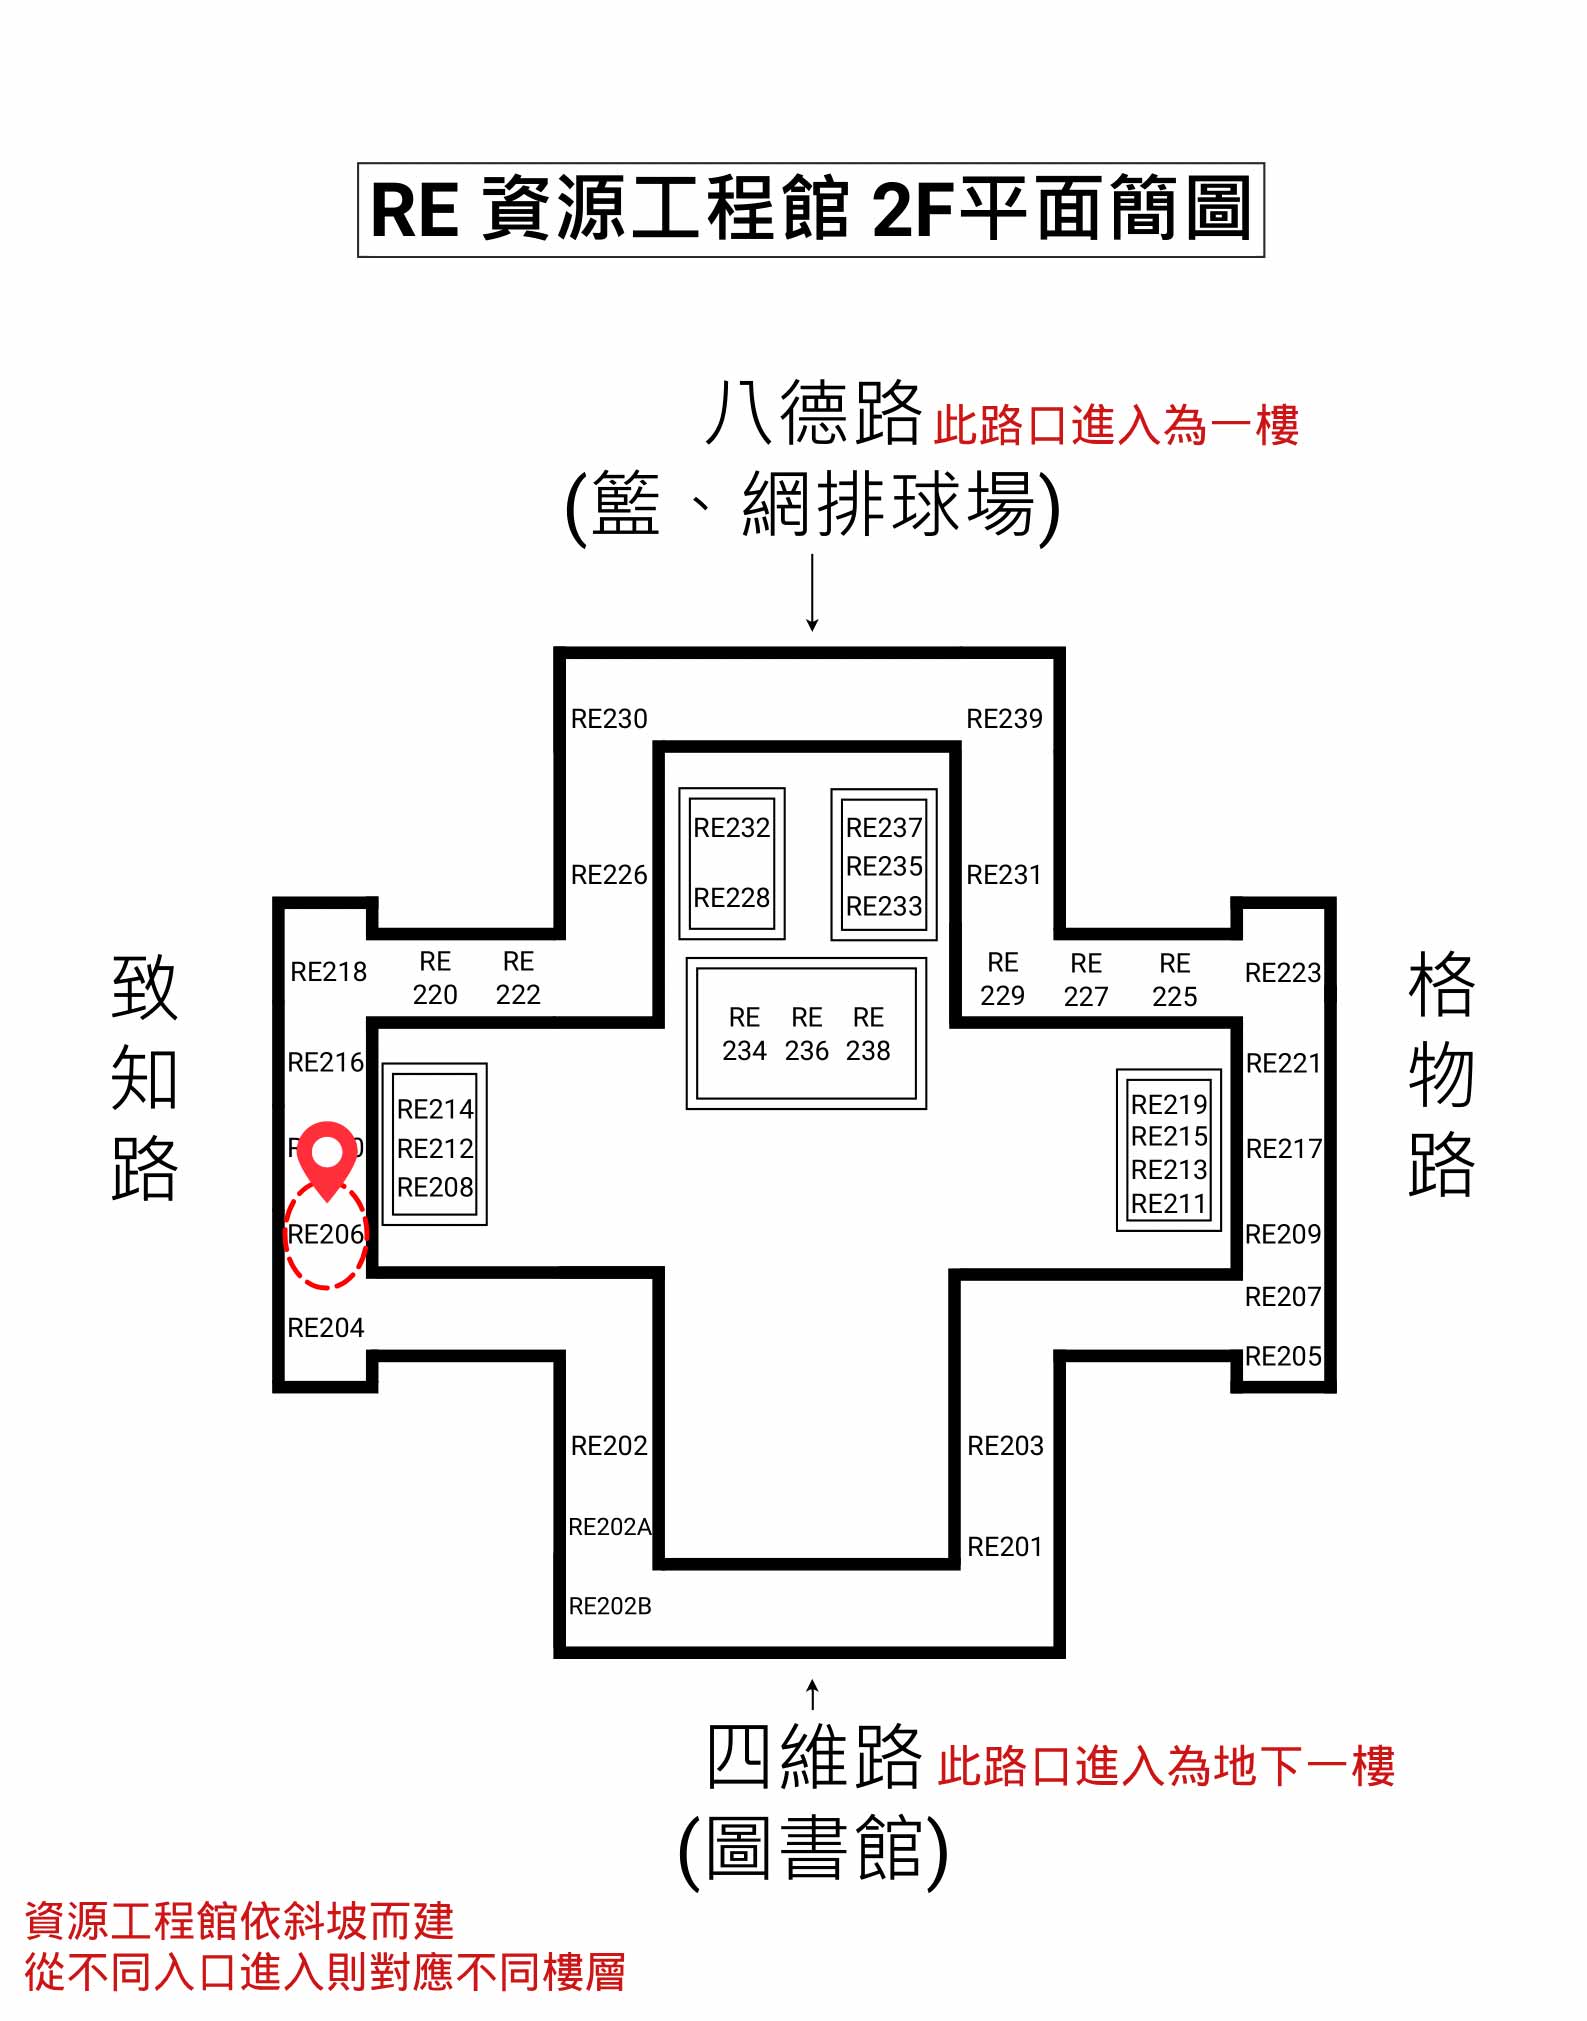 RE 資源工程館 2F平面簡圖
八德路 此路口進入為一樓
(籃、網排球場)
RE230
RE239
RE232
RE237
RE226
RE228
RE235
RE233
RE231
致知路
RE218
RE 220
RE 222
RE 229
RE 227
RE 225
RE223
格物路
RE 234
RE 236
RE 238
RE216
RE221
RE214
RE212
RE208
RE219
RE215
RE213
RE211
RE217
RE206
RE209
RE204
RE207
RE205
RE202
RE203
RE202A
RE201
RE202B
四維路 此路口進入為地下一樓
(圖書館)
資源工程館依斜坡而建
從不同入口進入則對應不同樓層